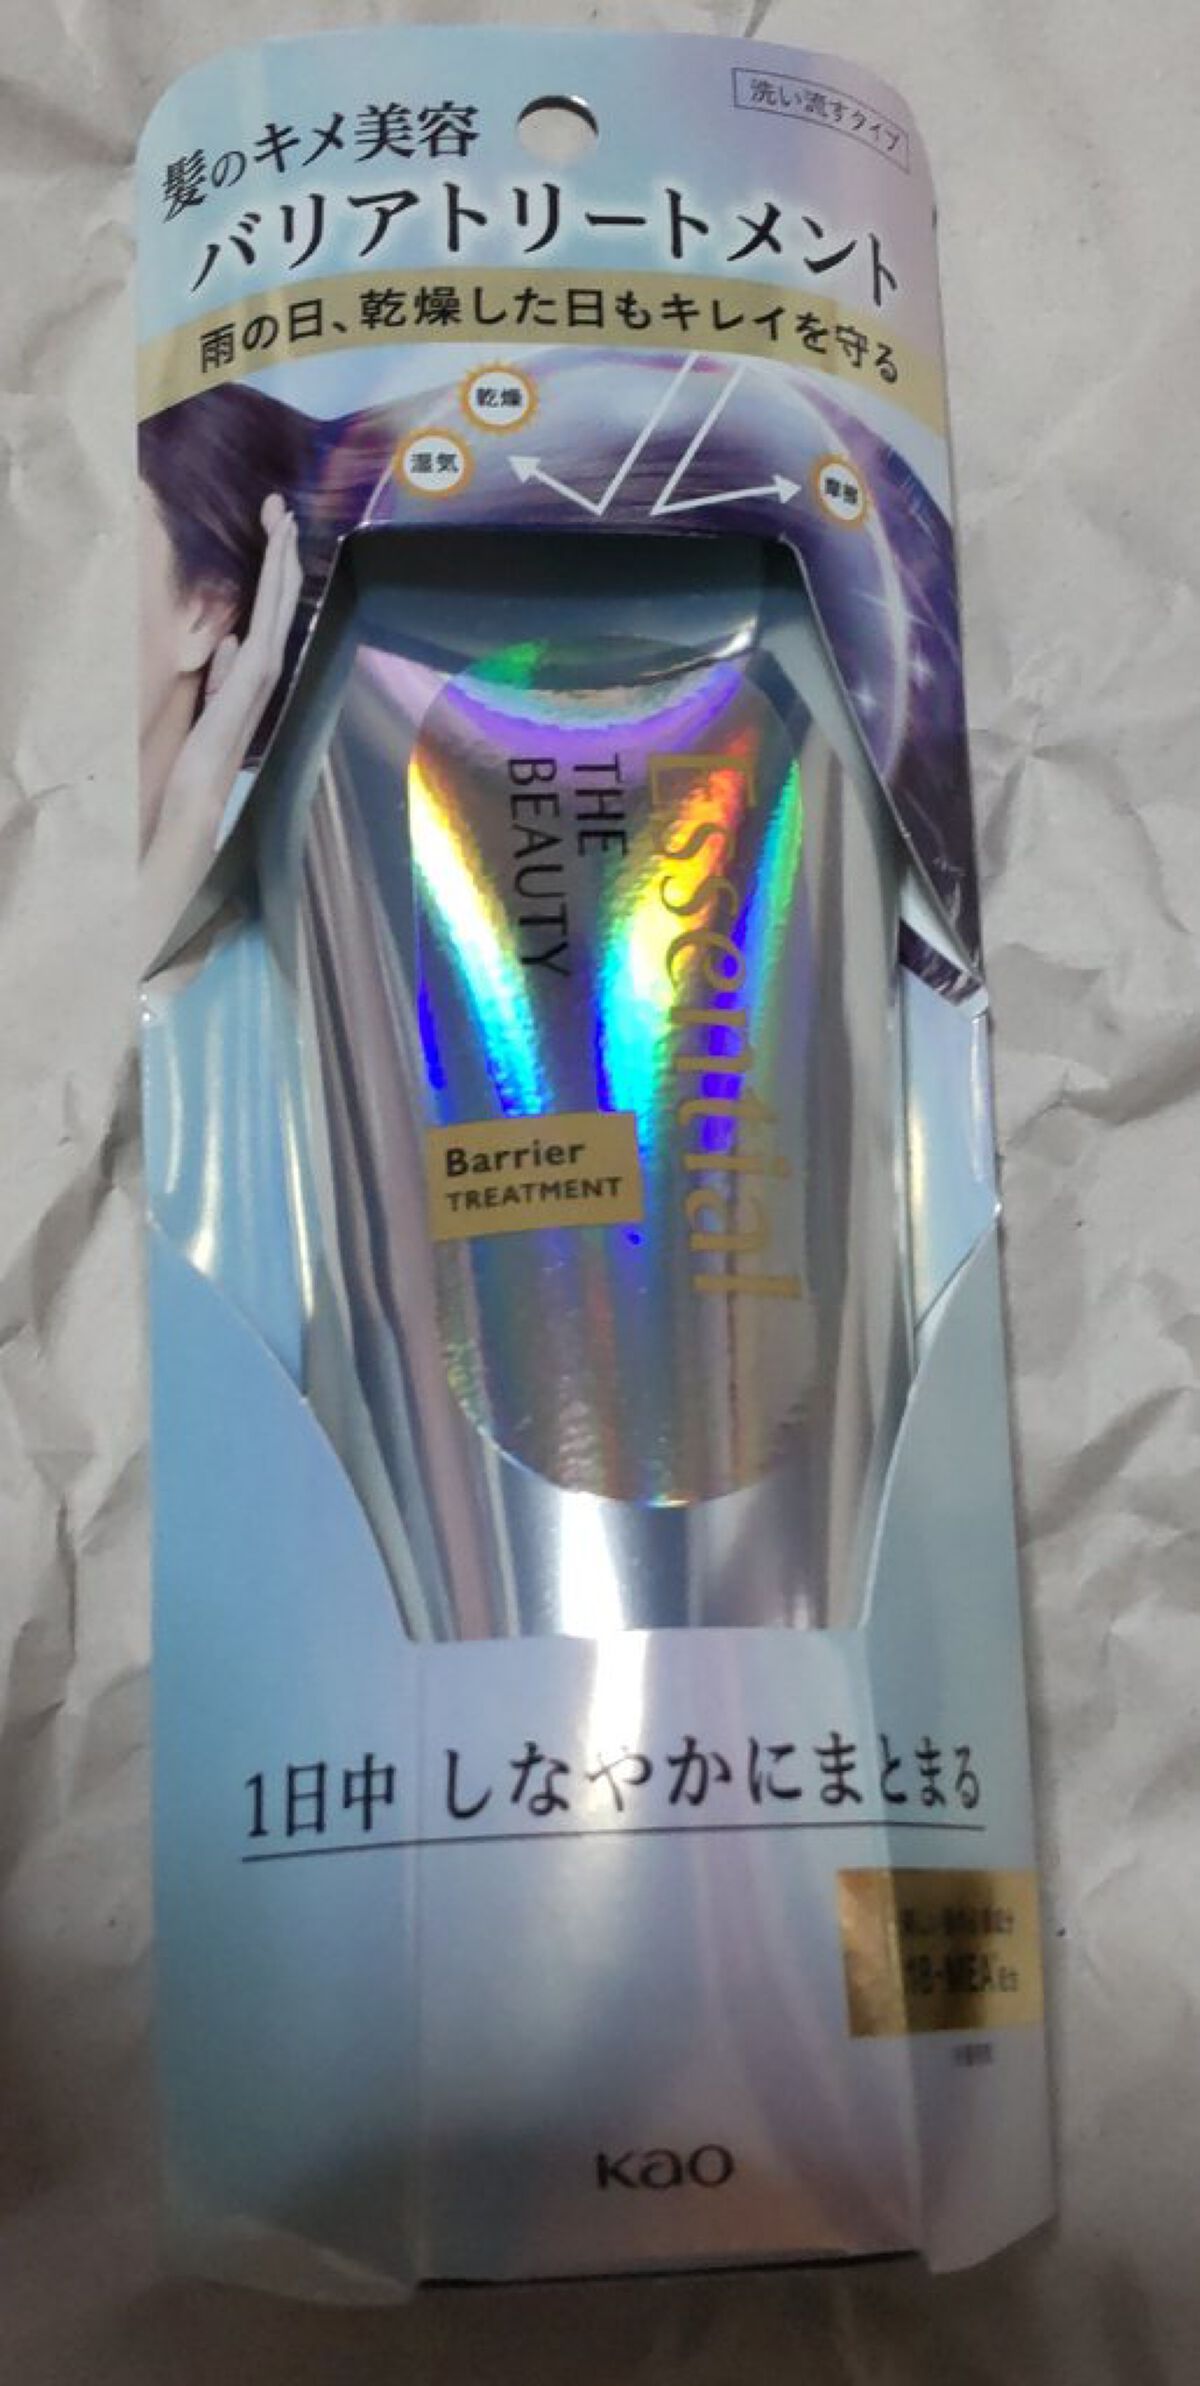 洗い流すタイプ
髪のキメ美容
バリアトリートメント
雨の日、乾燥した日もキレイを守る
乾燥
湿気
摩擦
Essential
THE
BEAUTY
Barrier
TREATMENT
1日中 しなやかにまとまる
18-MEA
kao